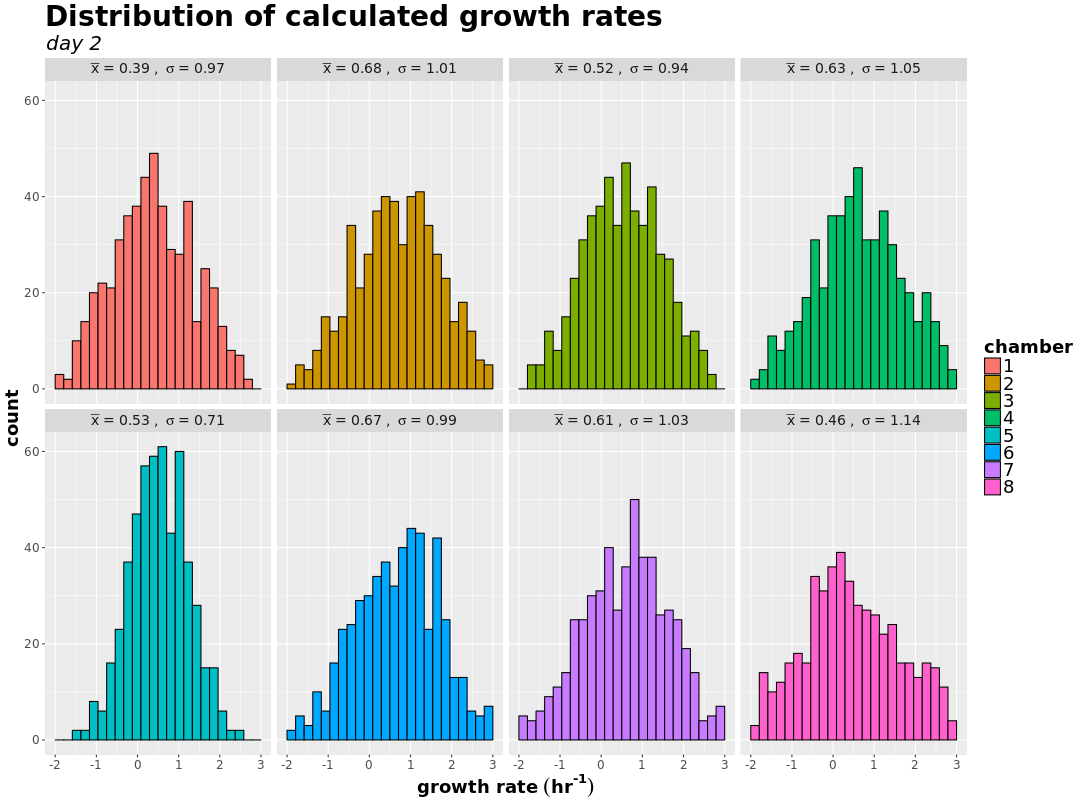 Distribution of calculated growth rates
day 2
x̅ = 0.39 , σ = 0.97
x̅ = 0.68 , σ = 1.01
x̅ = 0.52 , σ = 0.94
x̅ = 0.63 , σ = 1.05
60
40
20
0
x̅ = 0.53 , σ = 0.71
x̅ = 0.67 , σ = 0.99
x̅ = 0.61 , σ = 1.03
x̅ = 0.46 , σ = 1.14
60
40
20
0
count
-2 -1 0 1 2 3
-2 -1 0 1 2 3
-2 -1 0 1 2 3
-2 -1 0 1 2 3
growth rate (hr⁻¹)
chamber
1
2
3
4
5
6
7
8